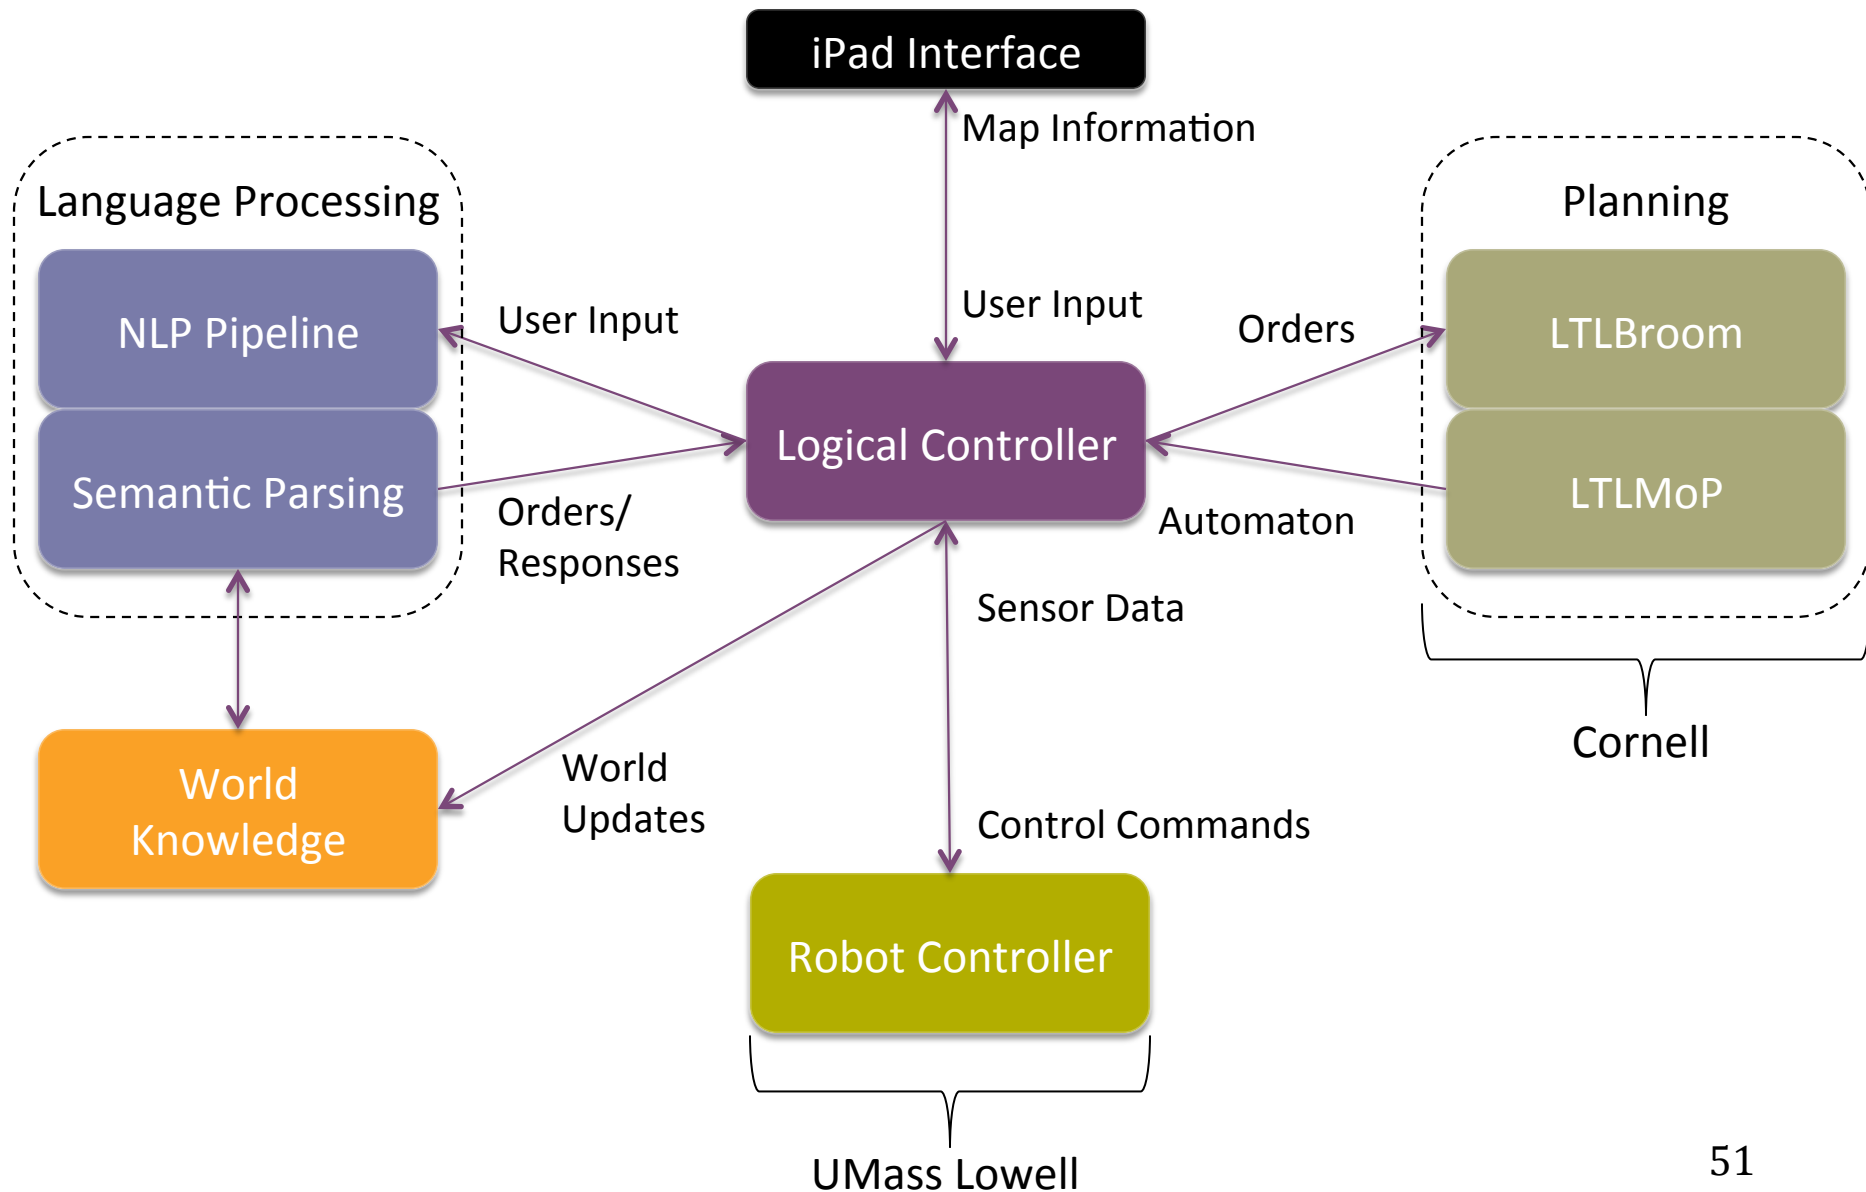 iPad Interface
Map Information
Language Processing
Planning
NLP Pipeline
User Input
User Input
Orders
LTLBroom
Logical Controller
Semantic Parsing
Orders/
Responses
Automaton
LTLMoP
Sensor Data
World
Knowledge
World
Updates
Control Commands
Cornell
Robot Controller
UMass Lowell
51